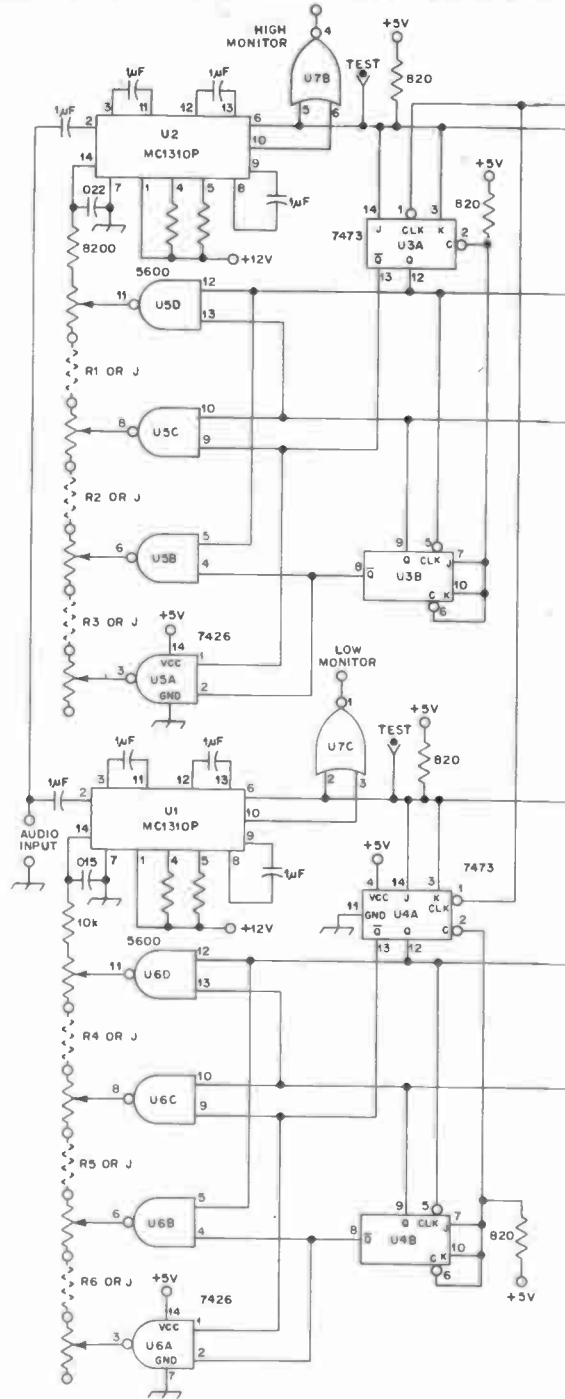 HIGH MONITOR
4
U7B
5 6
TEST
+5V
820
1µF
1µF
3 11 12 13
1µF
2
U2
MC1310P
6
10
9
14
7 1 4 5 8
022
1µF
8200
+12V
+5V
820
14 1 3
J CLK K
7473
U3A
C
2
Q̅ Q
13 12
5600
11
U5D
12
13
R1 OR J
8
U5C
10
9
R2 OR J
6
U5B
5
4
9 5
Q CLK J
7
8
Q̅
U3B
10
C K
6
R3 OR J
+5V
14
7426
VCC
1
3
U5A
GND
2
LOW MONITOR
1
U7C
2 3
TEST
+5V
820
1µF
1µF
3 11 12 13
1µF
2
U1
MC1310P
6
10
9
AUDIO INPUT
14
7 1 4 5 8
015
1µF
10k
+12V
+5V
7473
4 14 3
VCC J K
1
CLK
11
GND
U4A
C
2
Q̅ Q
13 12
5600
11
U6D
12
13
R4 OR J
8
U6C
10
9
R5 OR J
6
U6B
5
4
9 5
Q CLK J
7
8
Q̅
U4B
10
C K
6
820
+5V
R6 OR J
+5V
14
7426
VCC
1
3
U6A
GND
2
7